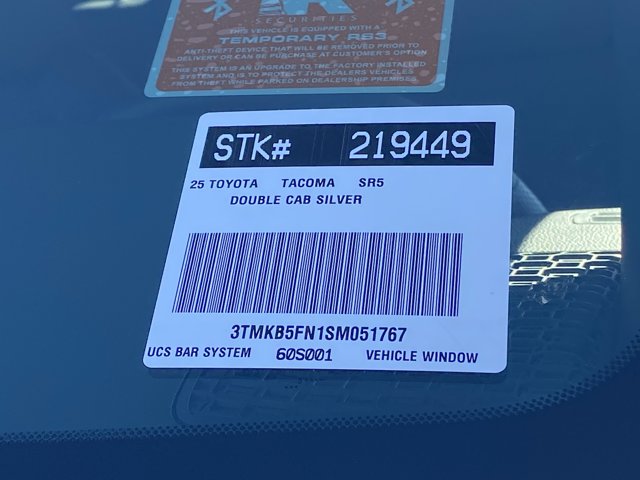 SECURITIES
THIS VEHICLE IS EQUIPPED WITH A
TEMPORARY RS3
ANTI-THEFT DEVICE THAT WILL BE REMOVED PRIOR TO
DELIVERY OR CAN BE PURCHASE AT CUSTOMER'S OPTION
THIS SYSTEM IS AN UPGRADE TO THE FACTORY INSTALLED
SYSTEM AND IS TO PROTECT THE DEALERS VEHICLES
FROM THEFT WHILE PARKED ON DEALERSHIP PREMISES
STK# 219449
25 TOYOTA TACOMA SR5
DOUBLE CAB SILVER
3TMKB5FN1SM051767
UCS BAR SYSTEM 60S001 VEHICLE WINDOW